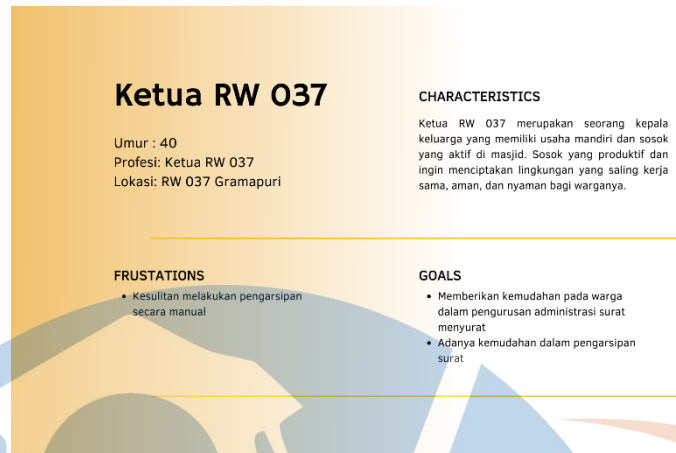 Ketua RW 037
Umur : 40
Profesi: Ketua RW 037
Lokasi: RW 037 Gramapuri
CHARACTERISTICS
Ketua RW 037 merupakan seorang kepala
keluarga yang memiliki usaha mandiri dan sosok
yang aktif di masjid. Sosok yang produktif dan
ingin menciptakan lingkungan yang saling kerja
sama, aman, dan nyaman bagi warganya.
FRUSTATIONS
• Kesulitan melakukan pengarsipan
secara manual
GOALS
• Memberikan kemudahan pada warga
dalam pengurusan administrasi surat
menyurat
• Adanya kemudahan dalam pengarsipan
surat